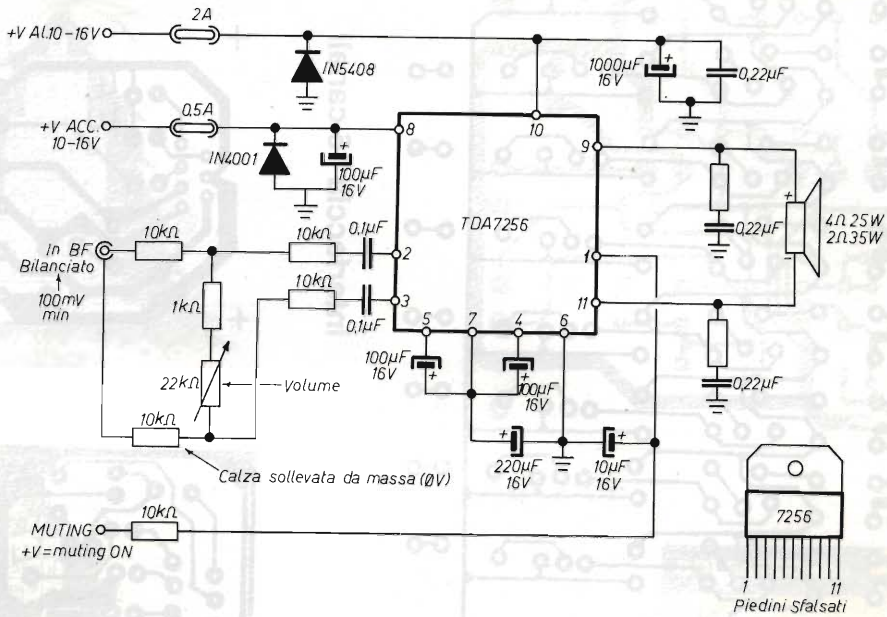 2A
+V Al.10-16V
IN5408
1000µF
16V
0,22µF
0,5A
+V ACC.
10-16V
8
10
IN4001
+
100µF
16V
9
TDA7256
+
4Ω 25W
2Ω 35W
-
0,22µF
In BF
Bilanciato
100mV
min
10kΩ
10kΩ
0,1µF
2
1
10kΩ
1kΩ
0,1µF
3
11
5
7
4
6
22kΩ
Volume
100µF
16V
+
+
100µF
16V
0,22µF
10kΩ
+
220µF
16V
+
10µF
16V
Calza sollevata da massa (0V)
MUTING
+V=muting ON
10kΩ
7256
1
11
Piedini Sfalsati